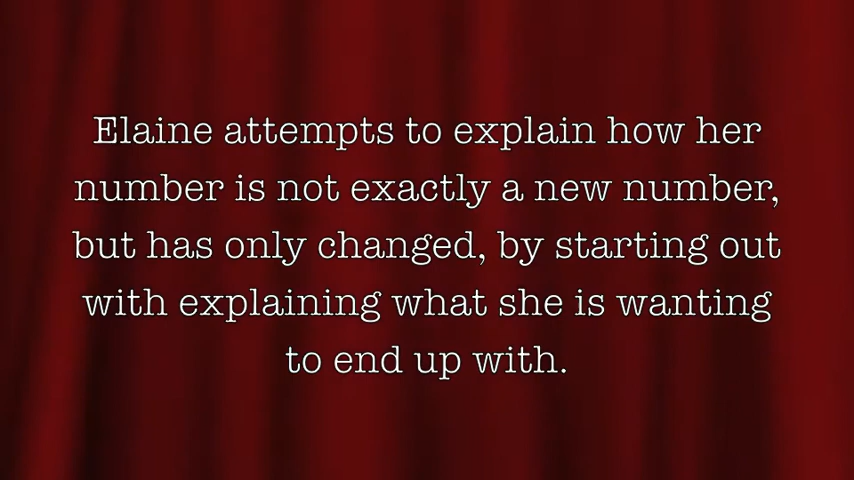 Elaine attempts to explain how her
number is not exactly a new number,
but has only changed, by starting out
with explaining what she is wanting
to end up with.